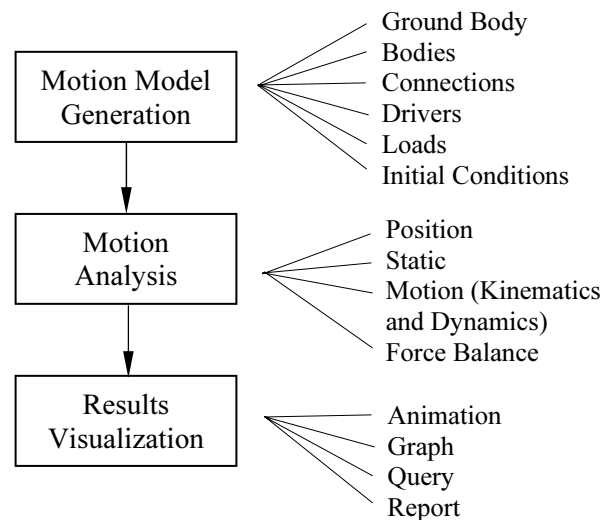 Motion Model
Generation
Ground Body
Bodies
Connections
Drivers
Loads
Initial Conditions
Motion
Analysis
Position
Static
Motion (Kinematics
and Dynamics)
Force Balance
Results
Visualization
Animation
Graph
Query
Report